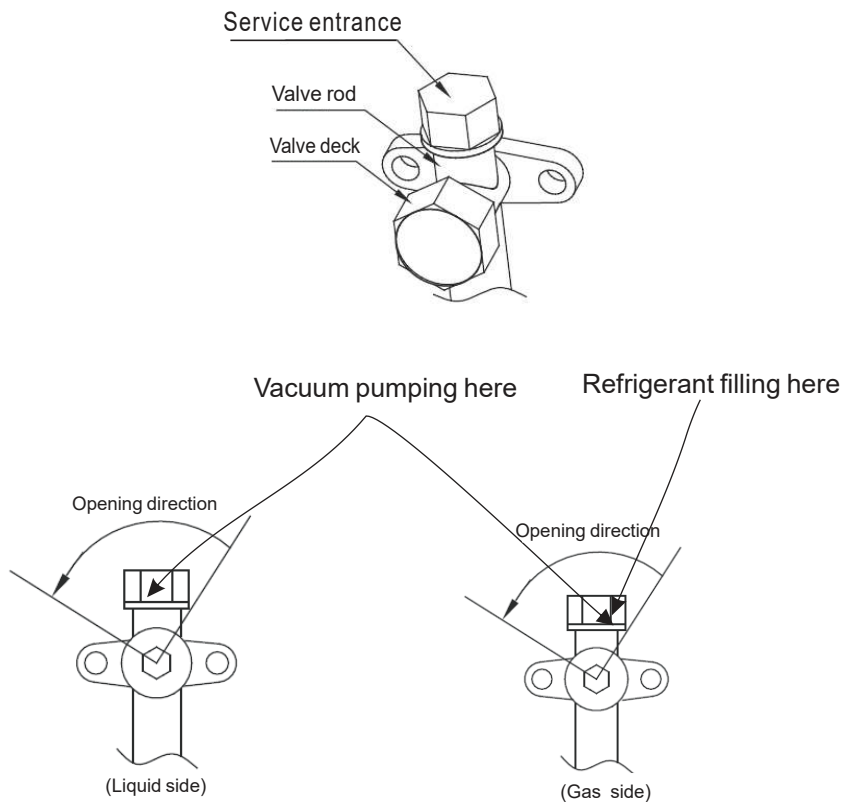 Service entrance
Valve rod
Valve deck
Vacuum pumping here
Refrigerant filling here
Opening direction
Opening direction
(Liquid side)
(Gas side)